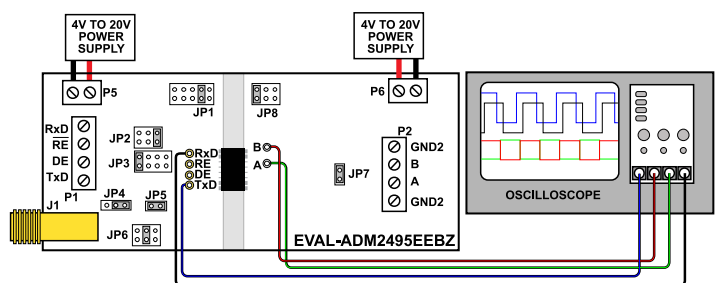 4V TO 20V
POWER
SUPPLY
4V TO 20V
POWER
SUPPLY
P5
P6
JP1
JP8
RxD
RE
DE
TxD
P1
JP2
JP3
RxD
RE
DE
TxD
B
A
P2
GND2
B
A
GND2
JP7
JP4
JP5
J1
JP6
EVAL-ADM2495EEBZ
OSCILLOSCOPE